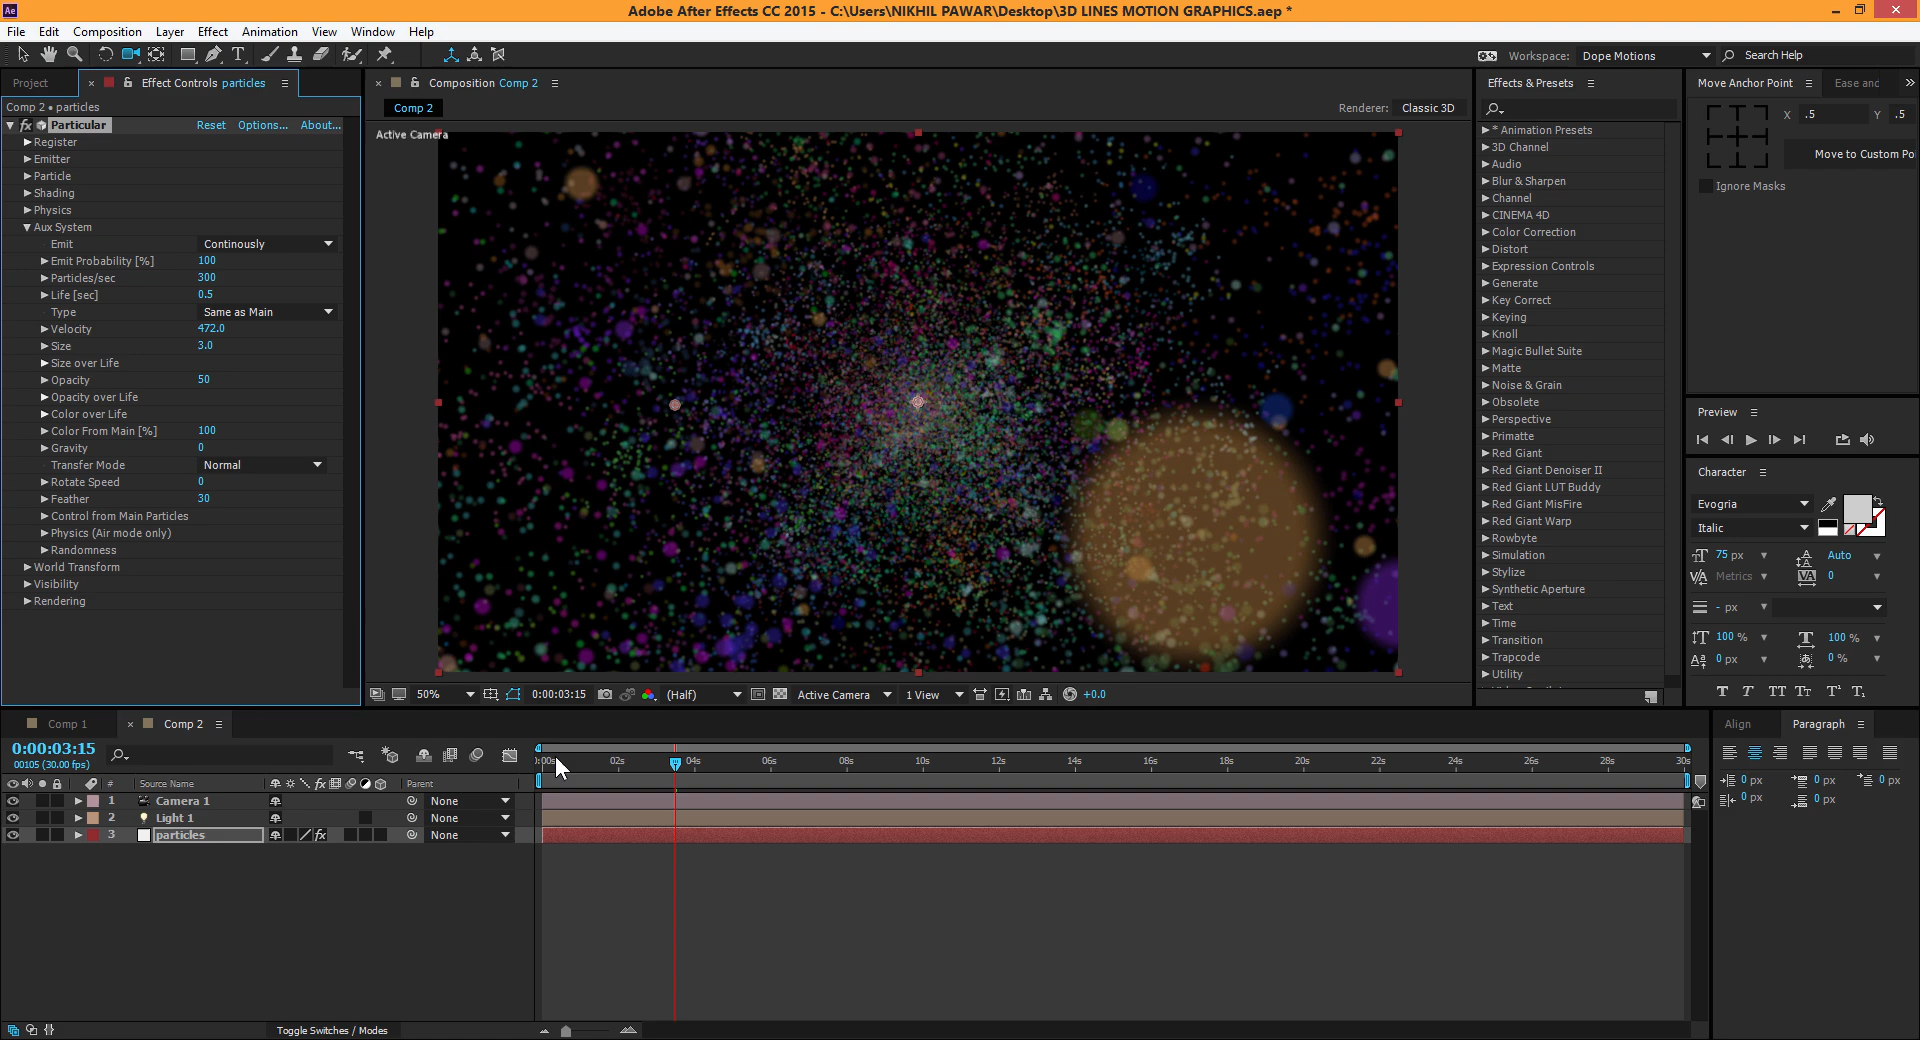 Ae
Adobe After Effects CC 2015 - C:\Users\NIKHIL PAWAR\Desktop\3D LINES MOTION GRAPHICS.aep *
File Edit Composition Layer Effect Animation View Window Help
Workspace: Dope Motions Search Help
Project
Effect Controls particles
Comp 2 • particles
fx Particular Reset Options... About...
Register
Emitter
Particle
Shading
Physics
Aux System
Emit Continously
Emit Probability [%] 100
Particles/sec 300
Life [sec] 0.5
Type Same as Main
Velocity 472.0
Size 3.0
Size over Life
Opacity 50
Opacity over Life
Color over Life
Color From Main [%] 100
Gravity 0
Transfer Mode Normal
Rotate Speed 0
Feather 30
Control from Main Particles
Physics (Air mode only)
Randomness
World Transform
Visibility
Rendering
Composition Comp 2
Comp 2
Renderer: Classic 3D
Active Camera
50% 0:00:03:15 (Half) Active Camera 1 View +0.0
Effects & Presets
* Animation Presets
3D Channel
Audio
Blur & Sharpen
Channel
CINEMA 4D
Color Correction
Distort
Expression Controls
Generate
Key Correct
Keying
Knoll
Magic Bullet Suite
Matte
Noise & Grain
Obsolete
Perspective
Primatte
Red Giant
Red Giant Denoiser II
Red Giant LUT Buddy
Red Giant MisFire
Red Giant Warp
Rowbyte
Simulation
Stylize
Synthetic Aperture
Text
Time
Transition
Trapcode
Utility
Move Anchor Point Ease and
X .5 Y .5
Move to Custom Po
Ignore Masks
Preview
Character
Evogria
Italic
75 px Auto
Metrics 0
- px
100 % 100 %
0 px 0 %
Align Paragraph
0 px 0 px 0 px
0 px 0 px
Comp 1
Comp 2
0:00:03:15
00105 (30.00 fps)
# Source Name fx Parent
1 Camera 1 None
2 Light 1 None
3 particles fx None
02s 04s 06s 08s 10s 12s 14s 16s 18s 20s 22s 24s 26s 28s 30s
Toggle Switches / Modes